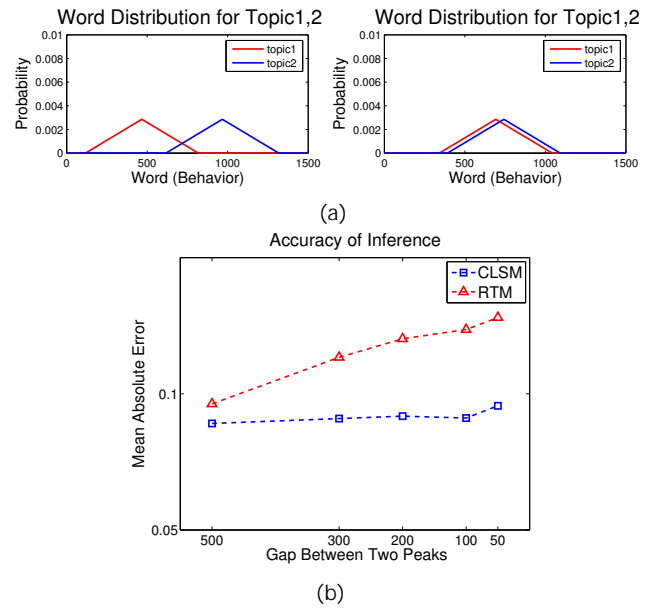 Word Distribution for Topic1,2
Probability
0.01
0.008
0.006
0.004
0.002
0
topic1
topic2
0 500 1000 1500
Word (Behavior)
Word Distribution for Topic1,2
Probability
0.01
0.008
0.006
0.004
0.002
0
topic1
topic2
0 500 1000 1500
Word (Behavior)
(a)
Accuracy of Inference
CLSM
RTM
Mean Absolute Error
0.1
0.05
500 300 200 100 50
Gap Between Two Peaks
(b)